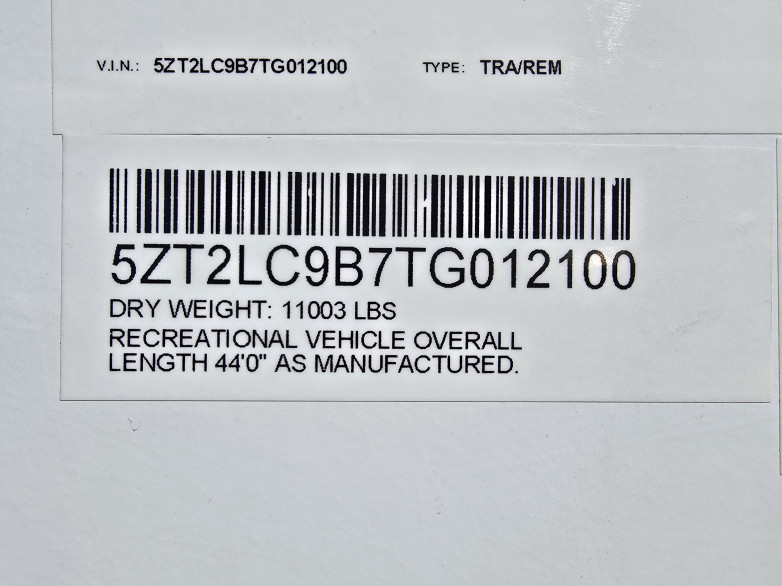 V.I.N.: 5ZT2LC9B7TG012100 TYPE: TRA/REM
5ZT2LC9B7TG012100
DRY WEIGHT: 11003 LBS
RECREATIONAL VEHICLE OVERALL
LENGTH 44'0" AS MANUFACTURED.